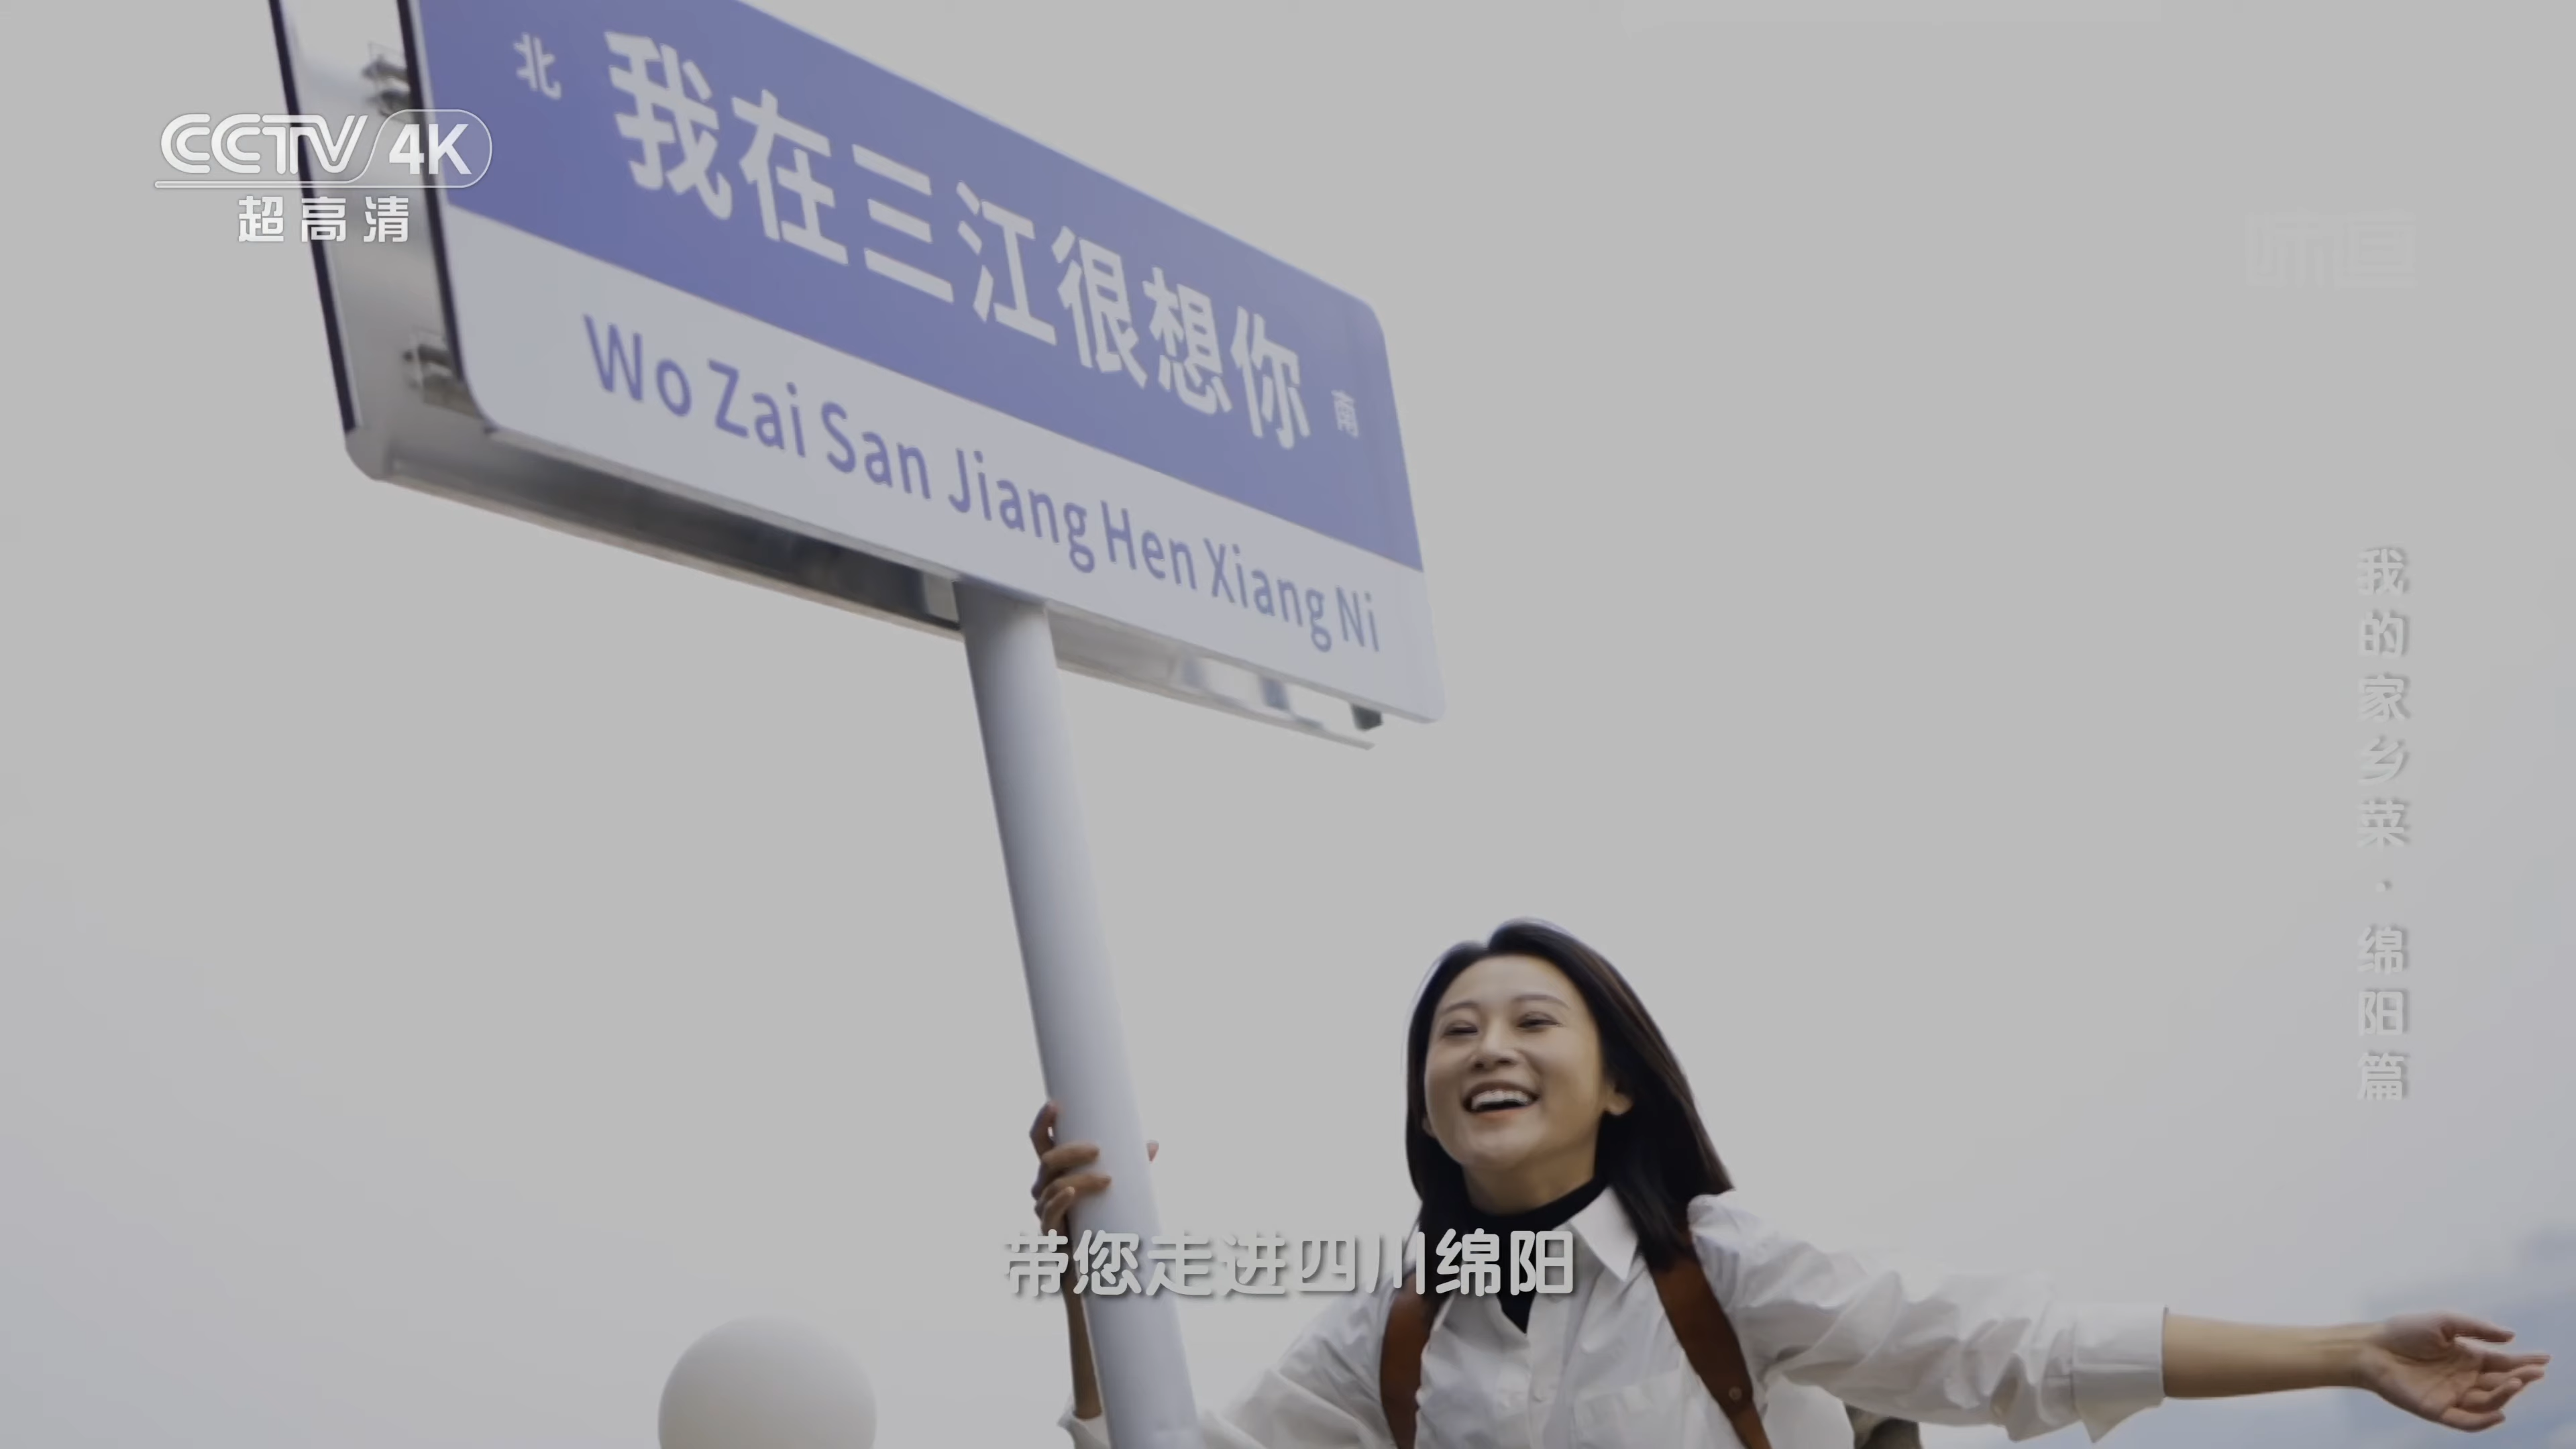 CCTV 4K
超高清
北 我在三江很想你 南
Wo Zai San Jiang Hen Xiang Ni
我的家乡菜·绵阳篇
带您走进四川绵阳